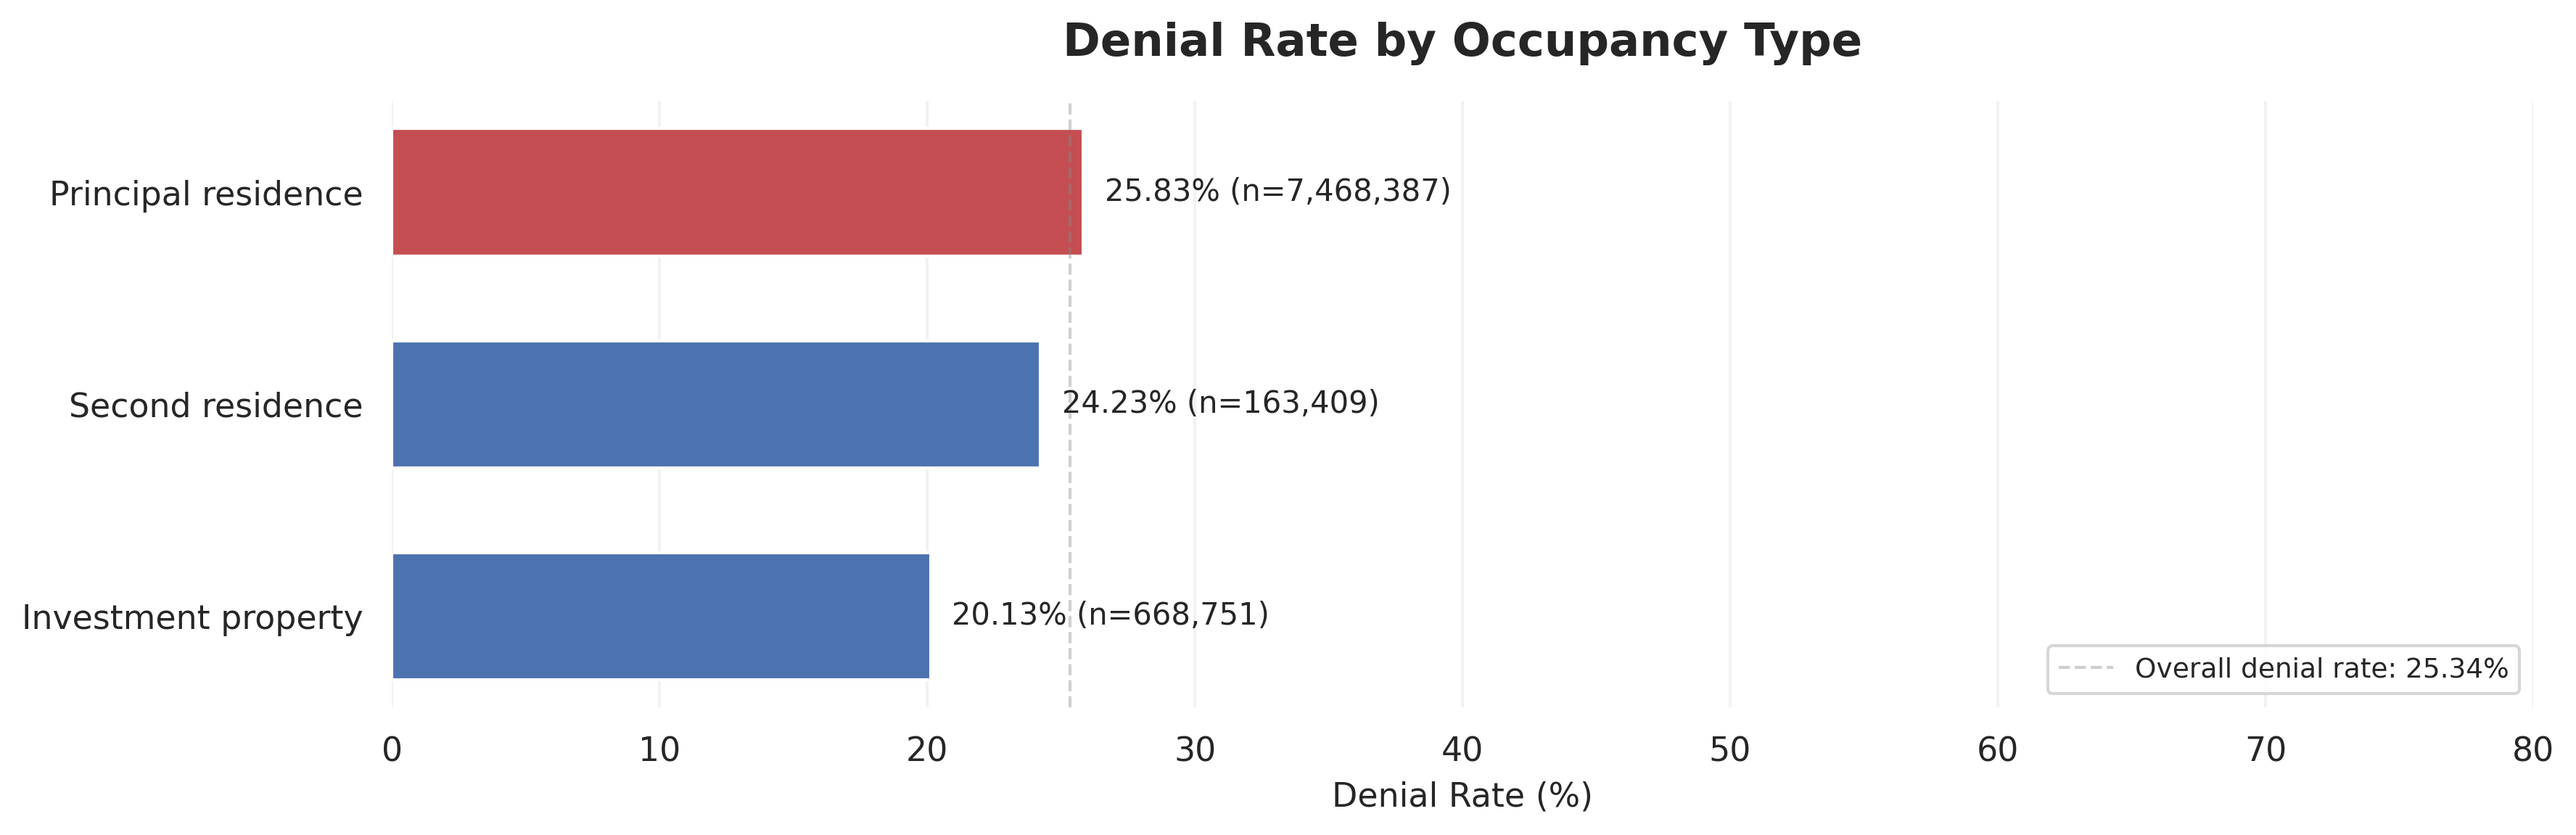 Denial Rate by Occupancy Type
Principal residence
25.83% (n=7,468,387)
Second residence
24.23% (n=163,409)
Investment property
20.13% (n=668,751)
Overall denial rate: 25.34%
0 10 20 30 40 50 60 70 80
Denial Rate (%)